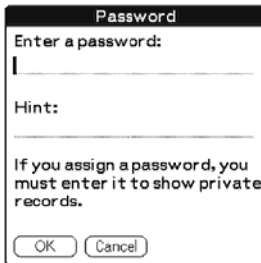 Password
Enter a password:
Hint:
If you assign a password, you
must enter it to show private
records.
OK Cancel